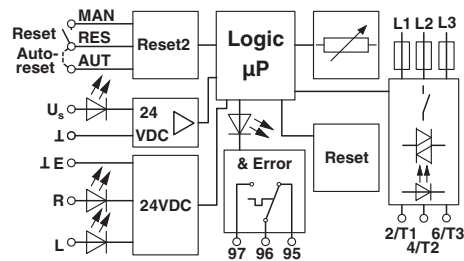 MAN
Reset RES
Auto-
reset AUT
Reset2
Logic
µP
L1 L2 L3
Us
24
VDC
⊥
⊥ E
R
L
24VDC
& Error
97 96 95
Reset
2/T1 6/T3
4/T2